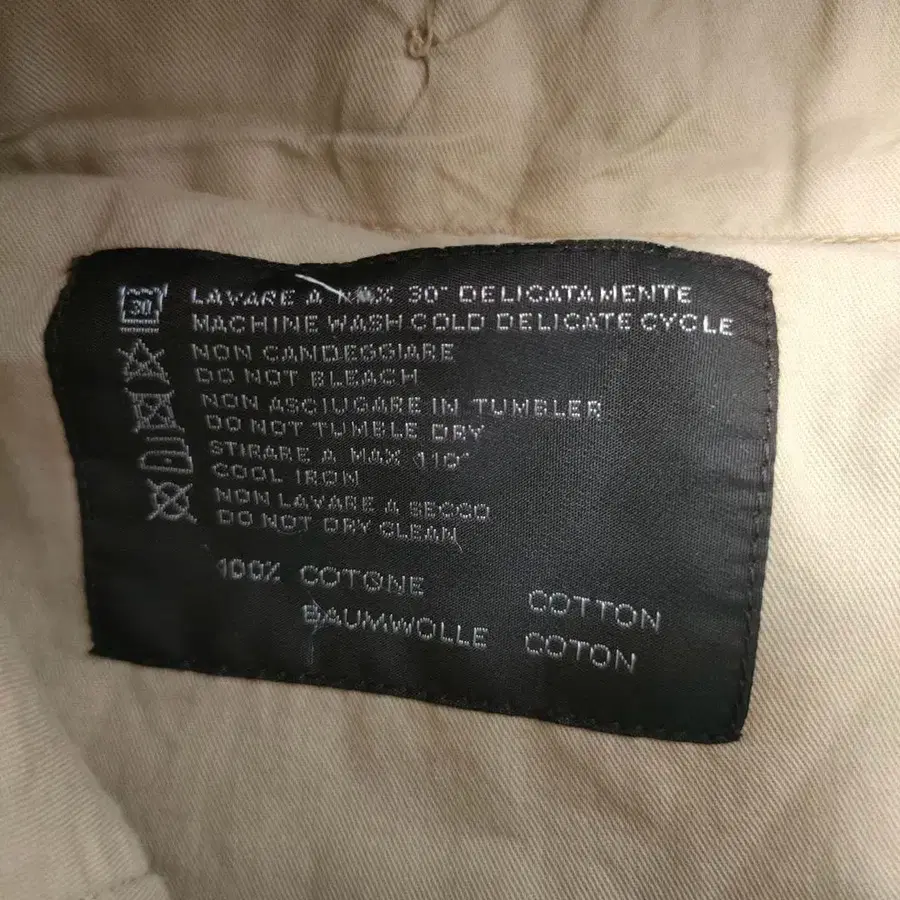 30 LAVARE A MAX 30° DELICATAMENTE
MACHINE WASH COLD DELICATE CYCLE
NON CANDEGGIARE
DO NOT BLEACH
NON ASCIUGARE IN TUMBLER
DO NOT TUMBLE DRY
STIRARE A MAX 110°
COOL IRON
NON LAVARE A SECCO
DO NOT DRY CLEAN
100% COTONE COTTON
BAUMWOLLE COTON